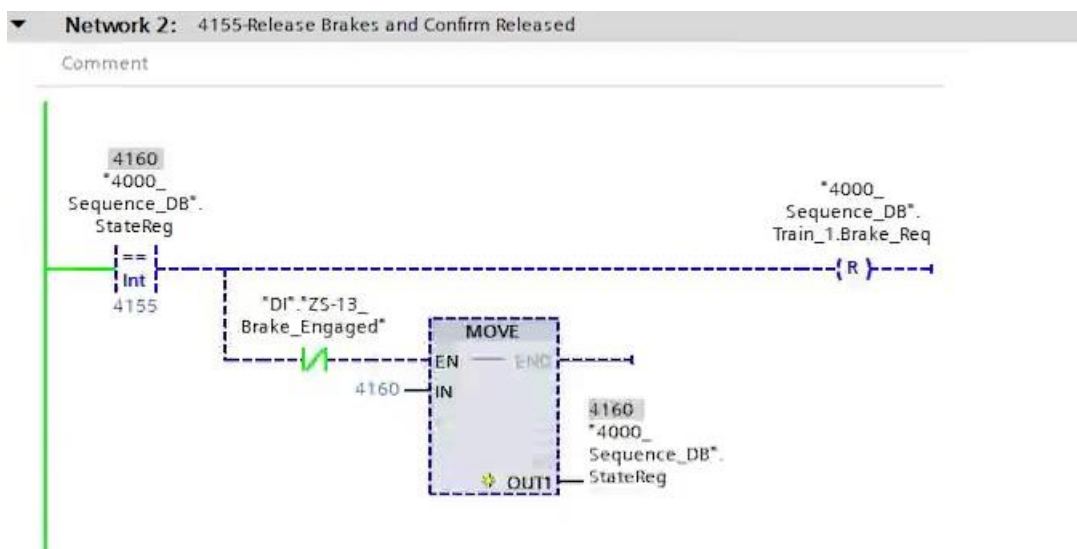 Network 2: 4155-Release Brakes and Confirm Released
Comment
4160
"4000_
Sequence_DB".
StateReg
==
Int
4155
"4000_
Sequence_DB".
Train_1.Brake_Req
R
"DI"."ZS-13_
Brake_Engaged"
MOVE
EN
END
4160
IN
4160
"4000_
Sequence_DB".
StateReg
OUT1